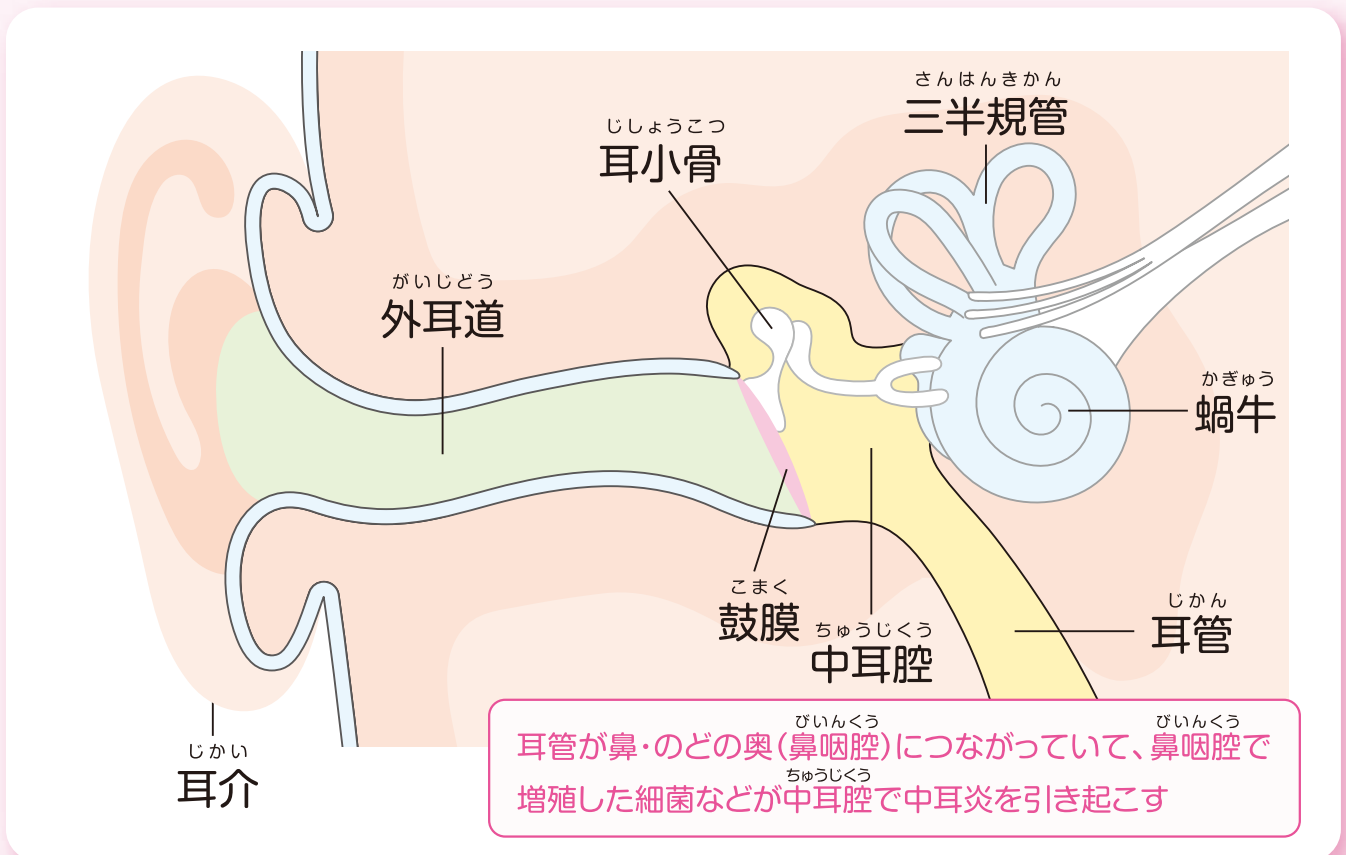 さんはんきかん
三半規管
じしょうこつ
耳小骨
がいじどう
外耳道
かぎゅう
蝸牛
こまく
鼓膜
ちゅうじくう
中耳腔
じかん
耳管
じかい
耳介
びいんくう びいんくう
耳管が鼻・のどの奥(鼻咽腔)につながっていて、鼻咽腔で
ちゅうじくう
増殖した細菌などが中耳腔で中耳炎を引き起こす